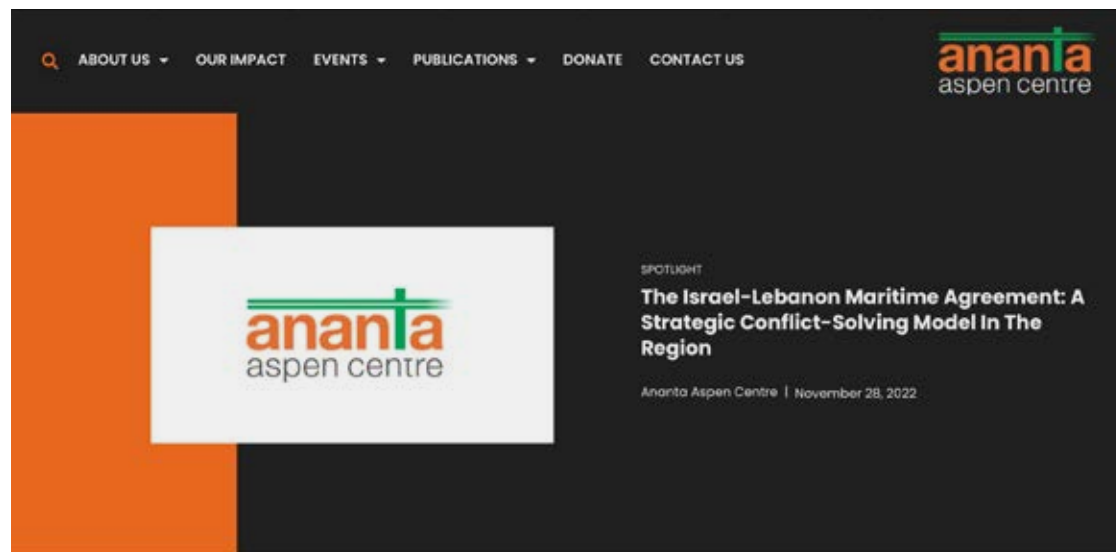 ABOUT US
OUR IMPACT
EVENTS
PUBLICATIONS
DONATE
CONTACT US
ananta
aspen centre
ananta
aspen centre
SPOTLIGHT
The Israel-Lebanon Maritime Agreement: A
Strategic Conflict-Solving Model In The
Region
Ananta Aspen Centre | November 28, 2022